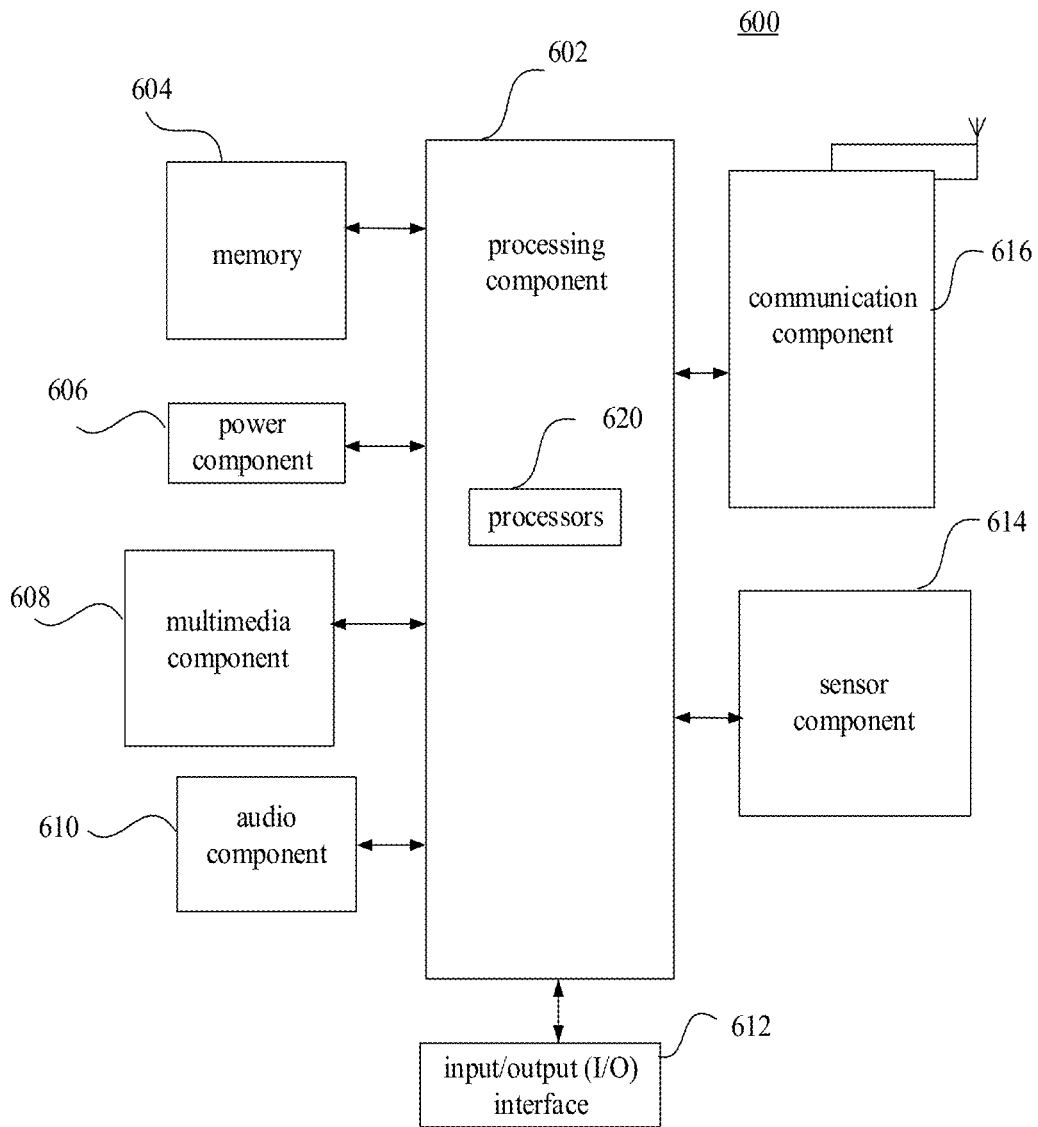 600
602
604
memory
processing
component
616
communication
component
606
power
component
620
processors
614
608
multimedia
component
sensor
component
610
audio
component
612
input/output (I/O)
interface